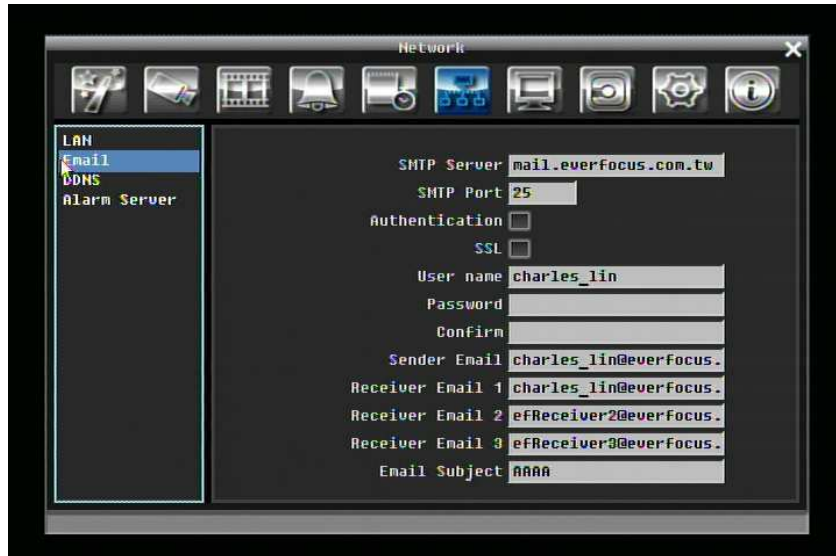 Network
LAN
Email
DDNS
Alarm Server
SMTP Server mail.everfocus.com.tw
SMTP Port 25
Authentication
SSL
User name charles_lin
Password
Confirm
Sender Email charles_lin@everfocus.
Receiver Email 1 charles_lin@everfocus.
Receiver Email 2 efReceiver2@everfocus.
Receiver Email 3 efReceiver3@everfocus.
Email Subject AAAA